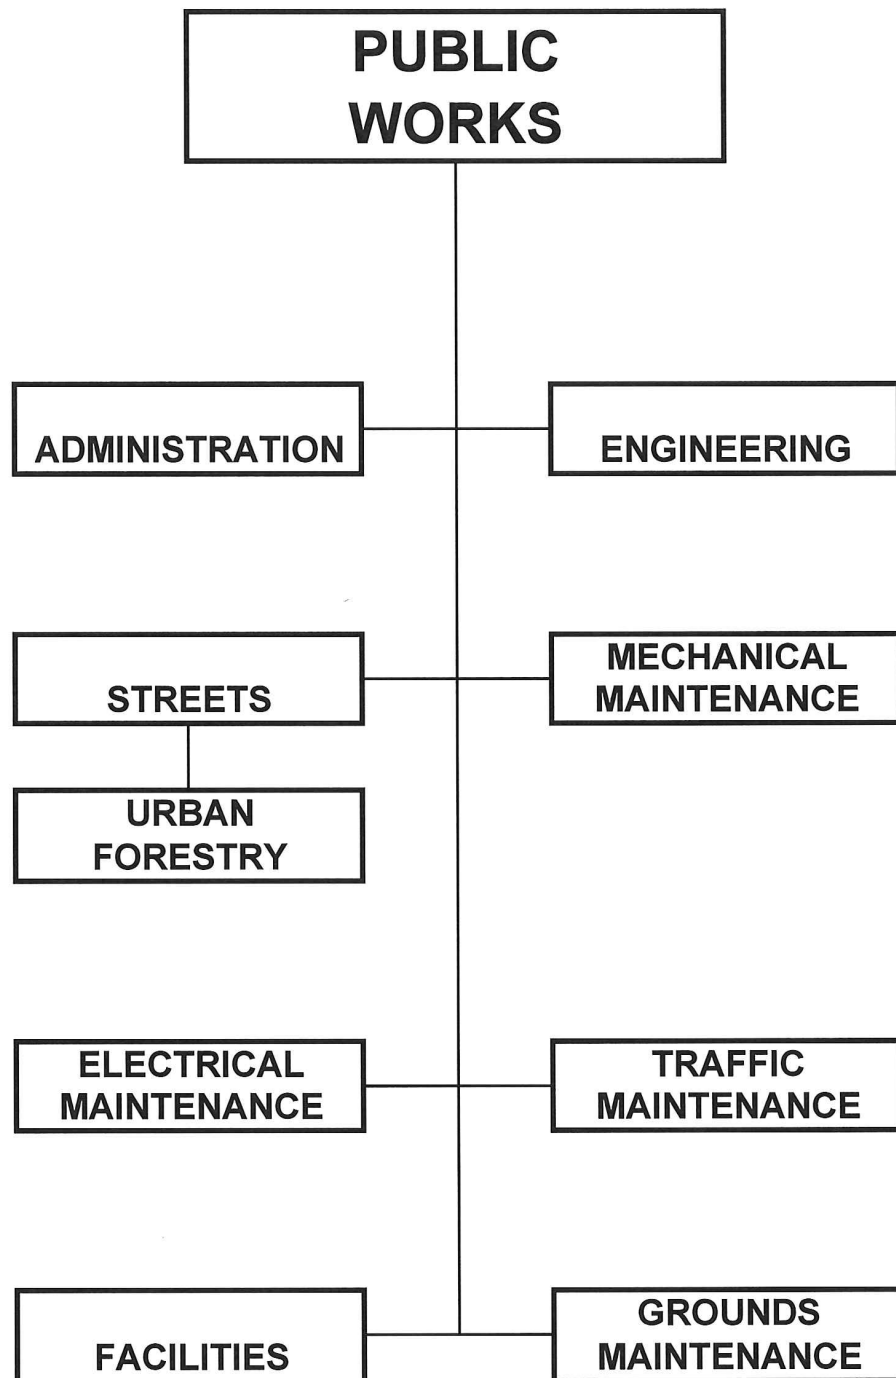 PUBLIC
WORKS
ADMINISTRATION
ENGINEERING
STREETS
MECHANICAL
MAINTENANCE
URBAN
FORESTRY
ELECTRICAL
MAINTENANCE
TRAFFIC
MAINTENANCE
FACILITIES
GROUNDS
MAINTENANCE